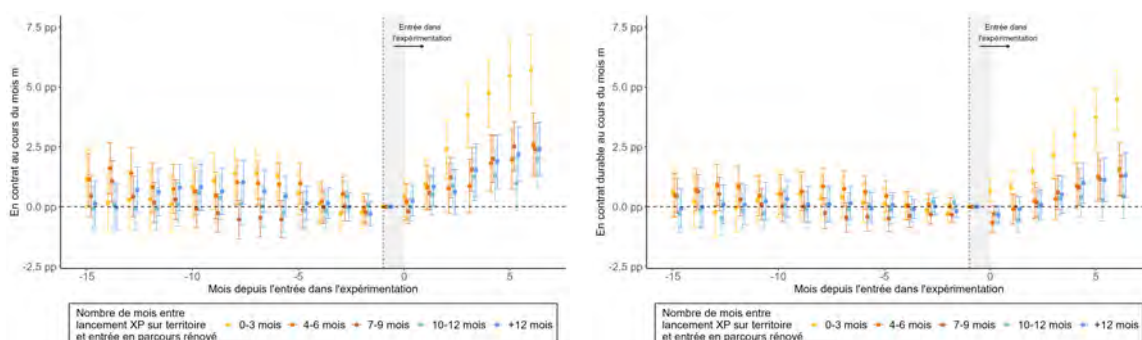 7.5 pp
5.0 pp
2.5 pp
0.0 pp
-2.5 pp
En contrat au cours du mois m
Entrée dans
l'expérimentation
-15
-10
-5
0
5
Mois depuis l'entrée dans l'expérimentation
Nombre de mois entre
lancement XP sur territoire
et entrée en parcours rénové
0-3 mois
4-6 mois
7-9 mois
10-12 mois
+12 mois
7.5 pp
5.0 pp
2.5 pp
0.0 pp
-2.5 pp
En contrat durable au cours du mois m
Entrée dans
l'expérimentation
-15
-10
-5
0
5
Mois depuis l'entrée dans l'expérimentation
Nombre de mois entre
lancement XP sur territoire
et entrée en parcours rénové
0-3 mois
4-6 mois
7-9 mois
10-12 mois
+12 mois